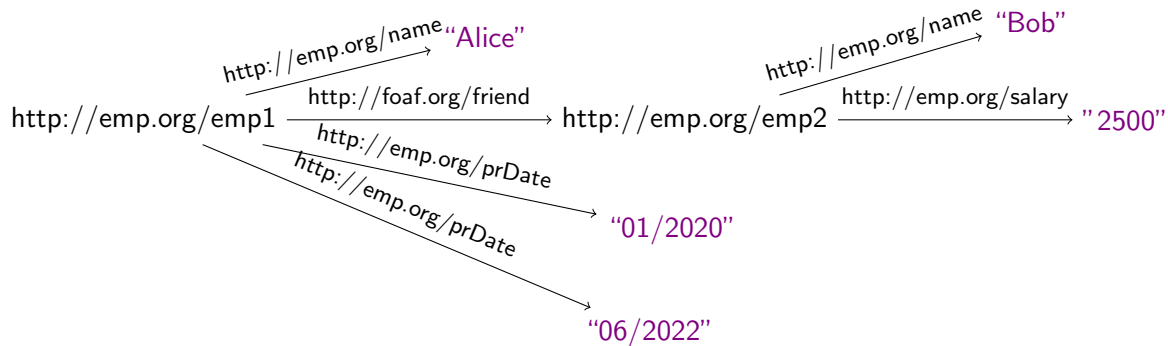 http://emp.org/name
“Alice”
http://emp.org/name
“Bob”
http://emp.org/emp1
http://foaf.org/friend
http://emp.org/emp2
http://emp.org/salary
”2500”
http://emp.org/prDate
“01/2020”
http://emp.org/prDate
“06/2022”